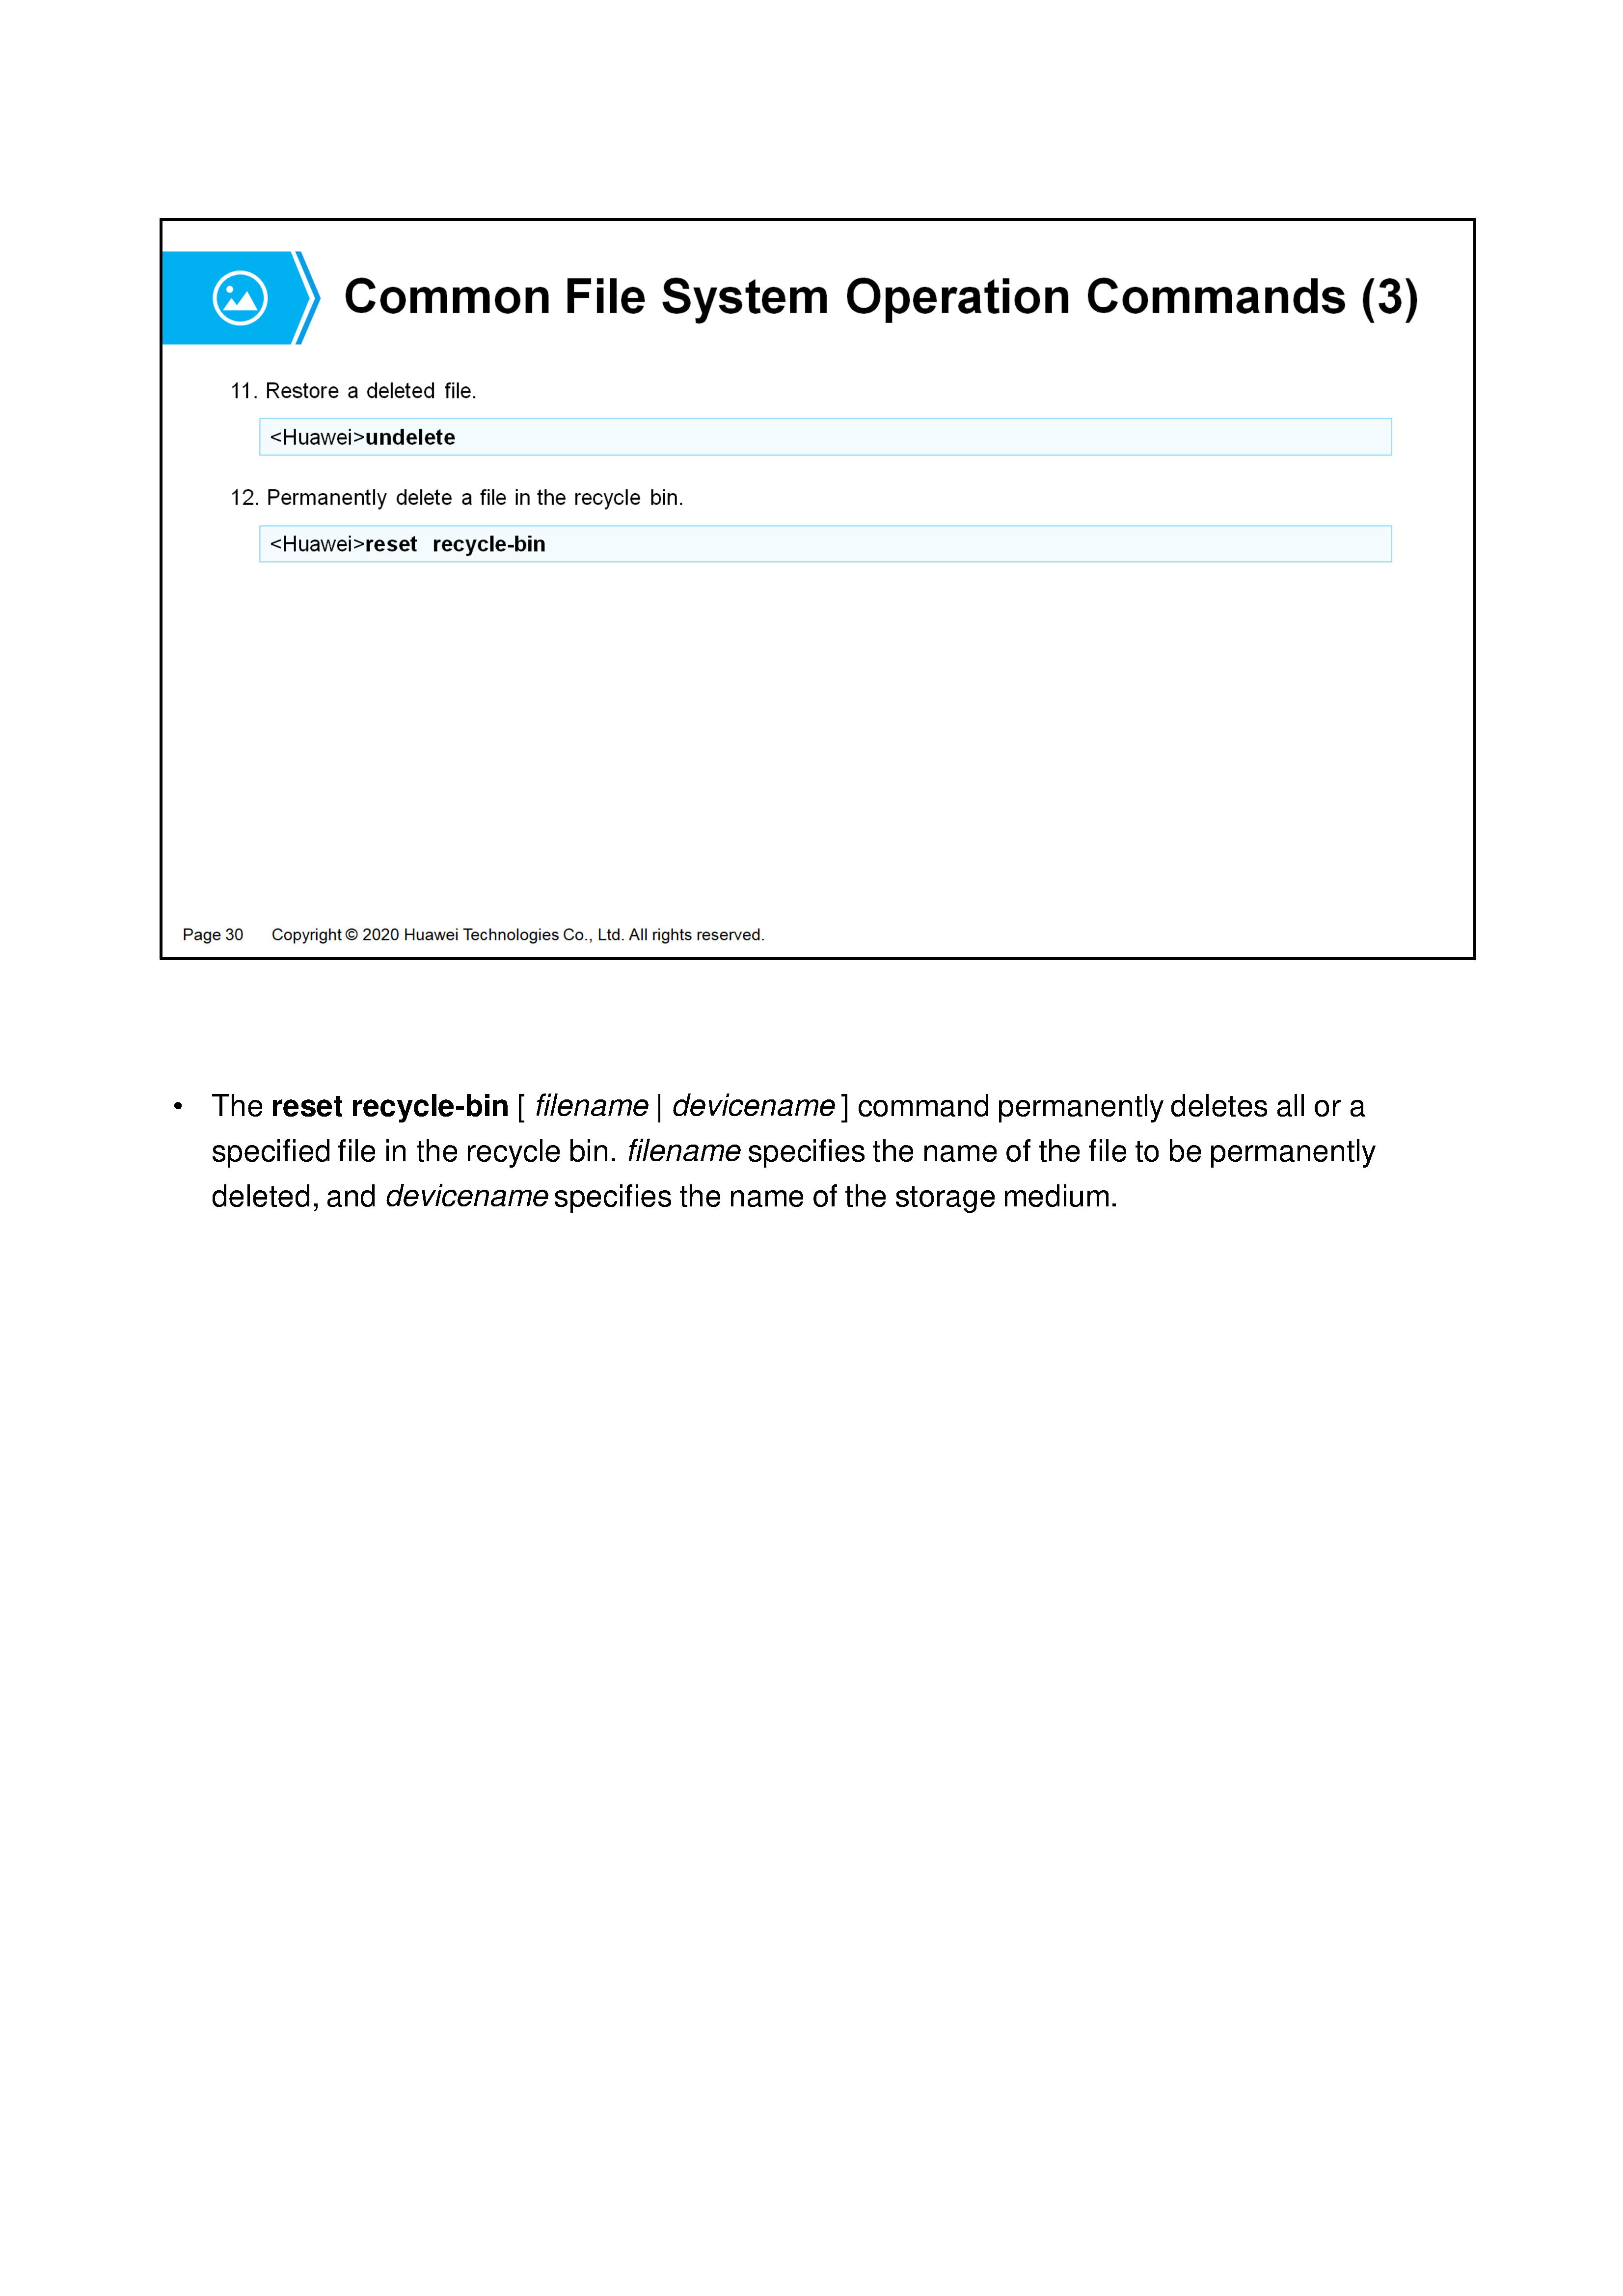 Common File System Operation Commands (3)
11. Restore a deleted file.
<Huawei>undelete
12. Permanently delete a file in the recycle bin.
<Huawei>reset recycle-bin
Page 30 Copyright © 2020 Huawei Technologies Co., Ltd. All rights reserved.
• The reset recycle-bin [ filename | devicename ] command permanently deletes all or a
specified file in the recycle bin. filename specifies the name of the file to be permanently
deleted, and devicename specifies the name of the storage medium.